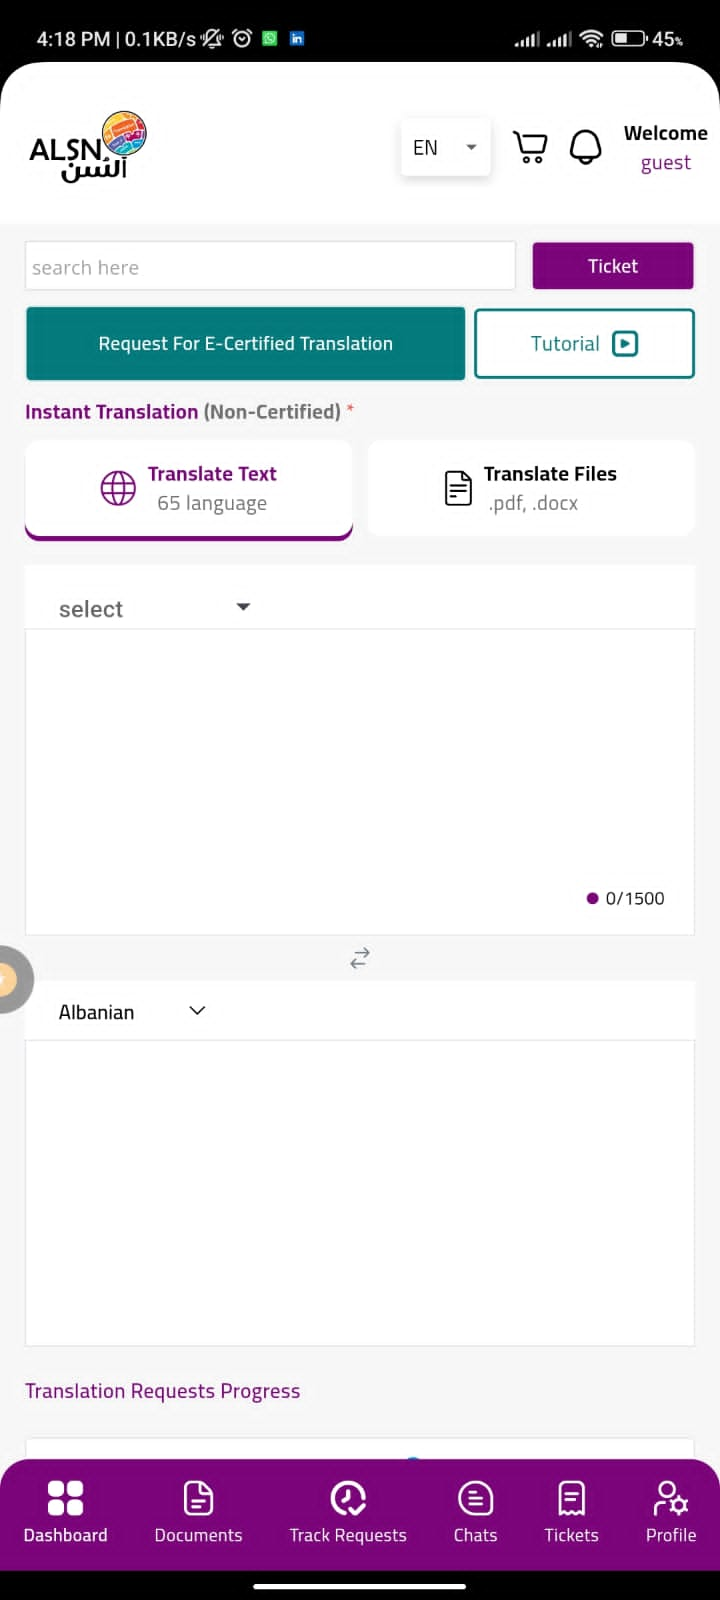 4:18 PM | 0.1KB/s
45%
ALSN
ألسُن
EN
Welcome
guest
search here
Ticket
Request For E-Certified Translation
Tutorial
Instant Translation (Non-Certified) *
Translate Text
65 language
Translate Files
.pdf, .docx
select
0/1500
Albanian
Translation Requests Progress
Dashboard
Documents
Track Requests
Chats
Tickets
Profile